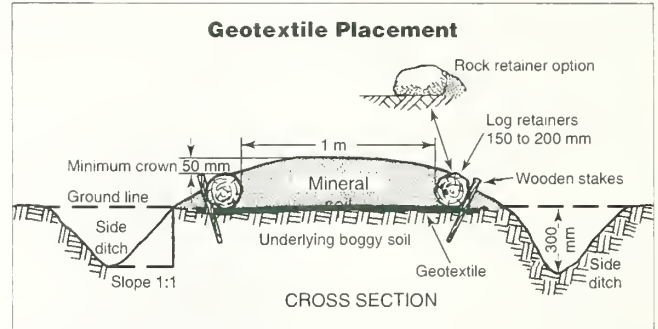 Geotextile Placement
Rock retainer option
Log retainers
150 to 200 mm
1 m
Minimum crown
50 mm
Mineral
Wooden stakes
Ground line
Side
ditch
Underlying boggy soil
300
mm
Side
ditch
Geotextile
Slope 1:1
CROSS SECTION